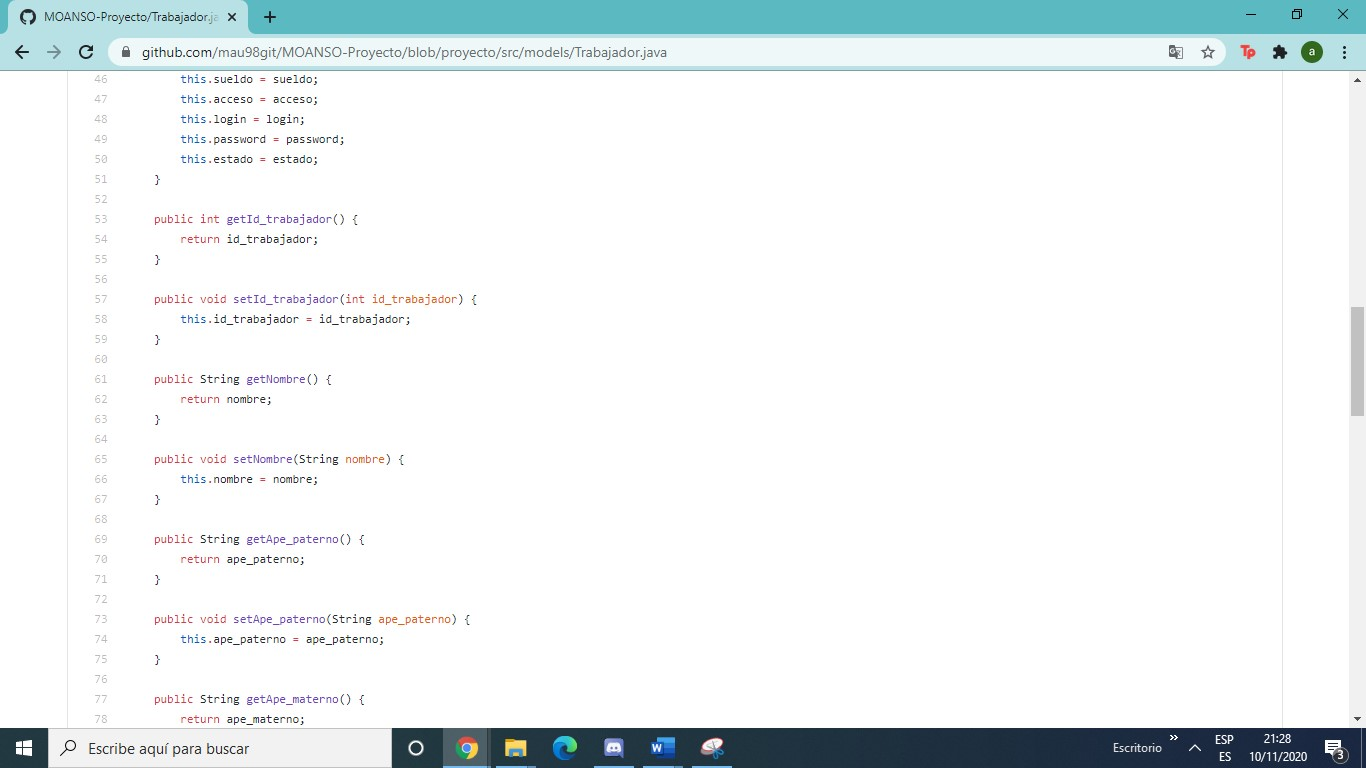 MOANSO-Proyecto/Trabajador.ja
github.com/mau98git/MOANSO-Proyecto/blob/proyecto/src/models/Trabajador.java
Tp
a
46 this.sueldo = sueldo;
47 this.acceso = acceso;
48 this.login = login;
49 this.password = password;
50 this.estado = estado;
51 }
52
53 public int getId_trabajador() {
54 return id_trabajador;
55 }
56
57 public void setId_trabajador(int id_trabajador) {
58 this.id_trabajador = id_trabajador;
59 }
60
61 public String getNombre() {
62 return nombre;
63 }
64
65 public void setNombre(String nombre) {
66 this.nombre = nombre;
67 }
68
69 public String getApe_paterno() {
70 return ape_paterno;
71 }
72
73 public void setApe_paterno(String ape_paterno) {
74 this.ape_paterno = ape_paterno;
75 }
76
77 public String getApe_materno() {
78 return ape_materno;
Escribe aquí para buscar
W
Escritorio
ESP
ES
21:28
10/11/2020
3